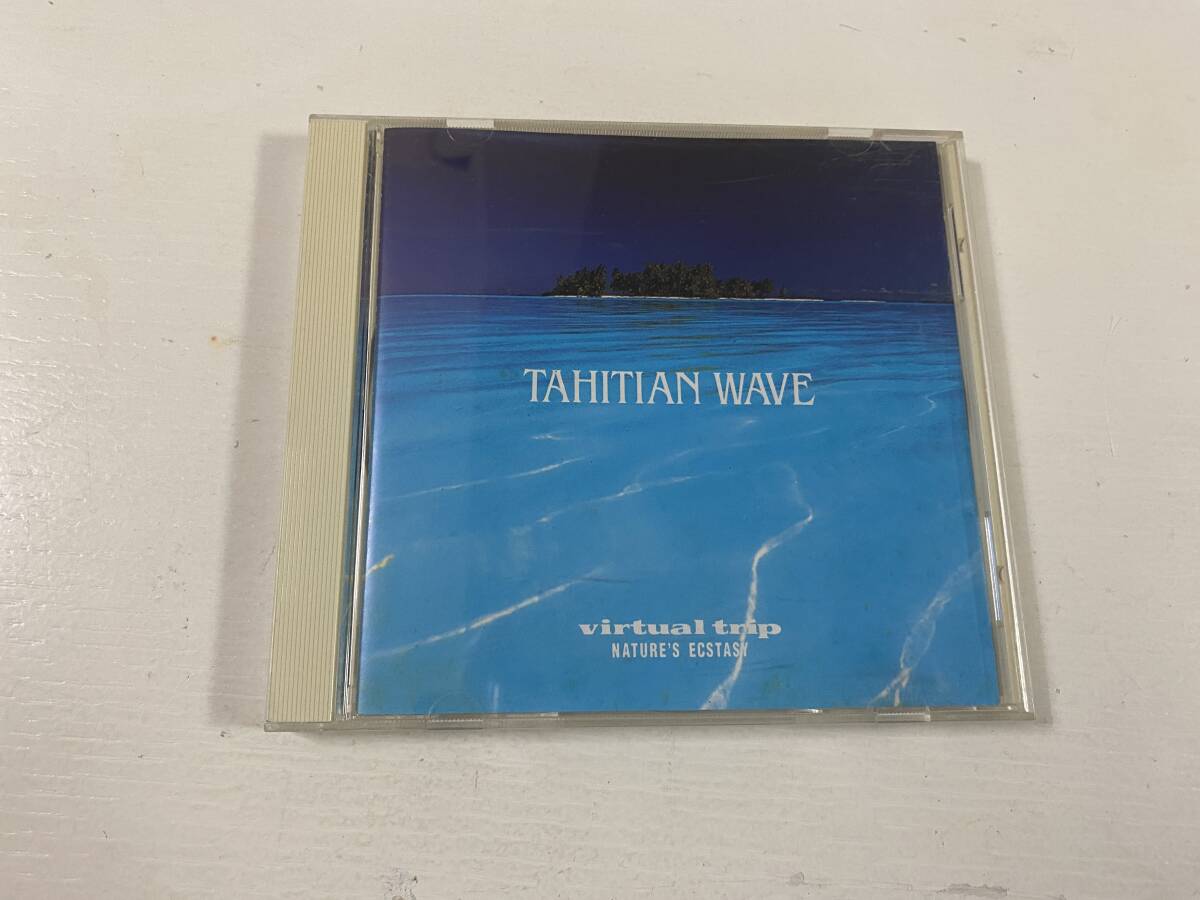 TAHITIAN WAVE
virtual trip
NATURE'S ECSTASY